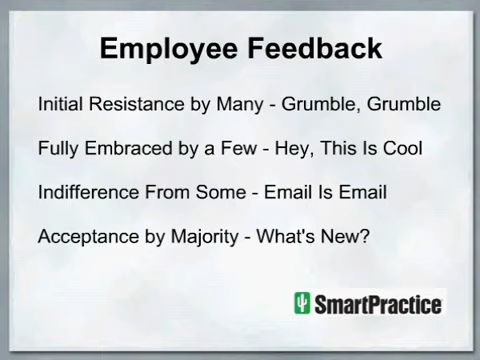 Employee Feedback
Initial Resistance by Many - Grumble, Grumble
Fully Embraced by a Few - Hey, This Is Cool
Indifference From Some - Email Is Email
Acceptance by Majority - What's New?
SmartPractice